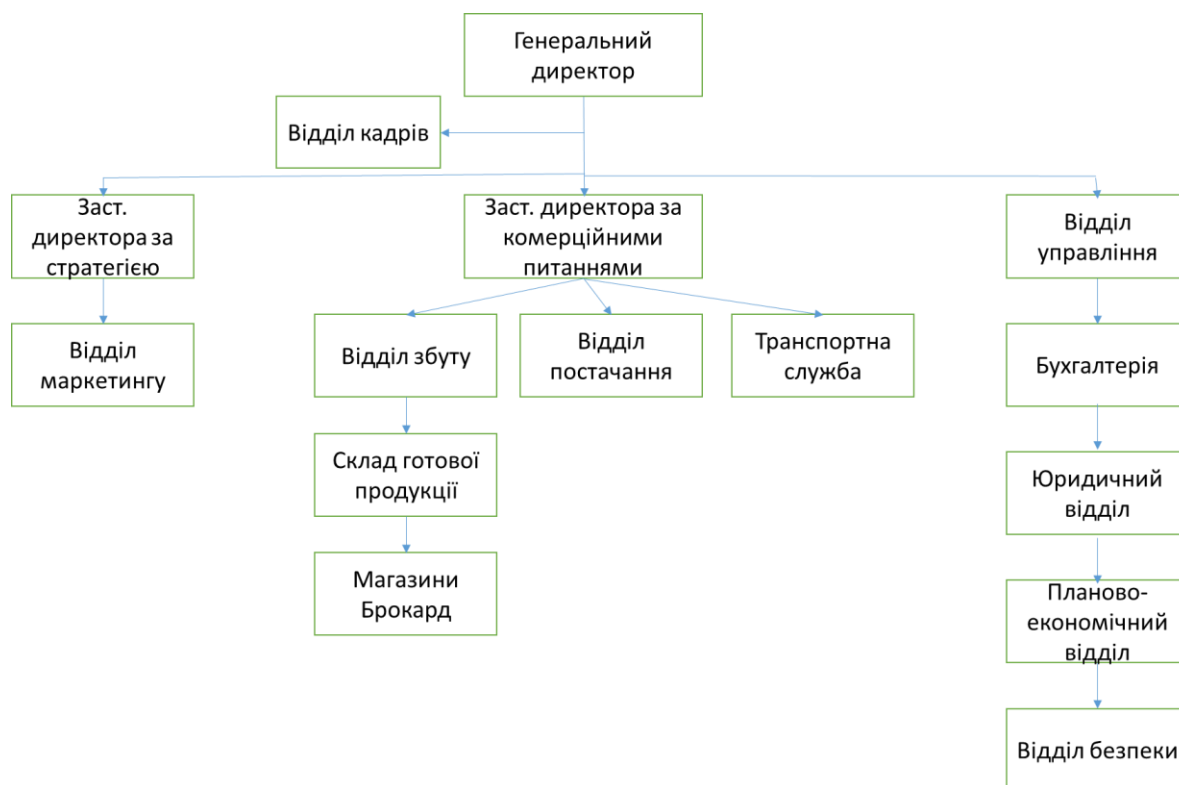 Генеральний
директор
Відділ кадрів
Заст.
директора за
стратегією
Заст. директора за
комерційними
питаннями
Відділ
управління
Відділ
маркетингу
Відділ збуту
Відділ
постачання
Транспортна
служба
Бухгалтерія
Склад готової
продукції
Юридичний
відділ
Магазини
Брокард
Планово-
економічний
відділ
Відділ безпеки